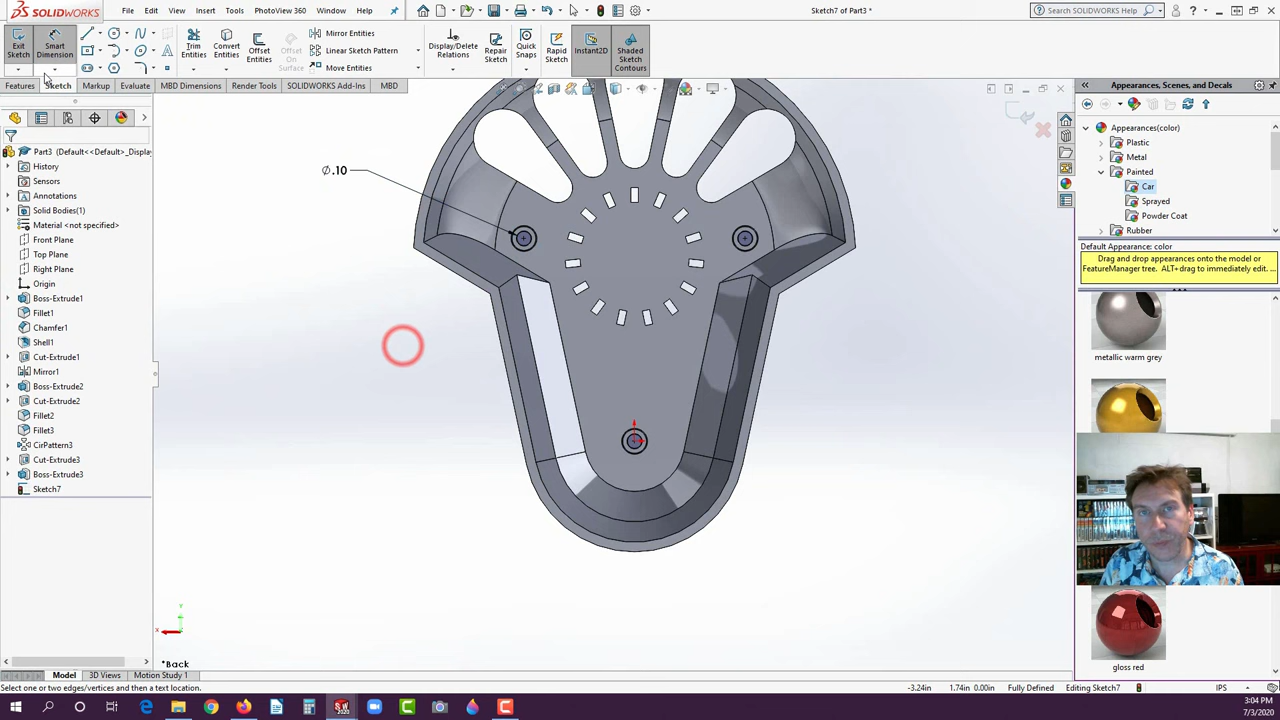 SOLIDWORKS File Edit View Insert Tools PhotoView 360 Window Help Sketch7 of Part3 * Search SOLIDWORKS Help
Exit Sketch Smart Dimension Trim Entities Convert Entities Offset Entities Offset On Surface Mirror Entities Linear Sketch Pattern Move Entities Display/Delete Relations Repair Sketch Quick Snaps Rapid Sketch Instant2D Shaded Sketch Contours
Features Sketch Markup Evaluate MBD Dimensions Render Tools SOLIDWORKS Add-Ins MBD
Part3 (Default<<Default>_Displa
History
Sensors
Annotations
Solid Bodies(1)
Material <not specified>
Front Plane
Top Plane
Right Plane
Origin
Boss-Extrude1
Fillet1
Chamfer1
Shell1
Cut-Extrude1
Mirror1
Boss-Extrude2
Cut-Extrude2
Fillet2
Fillet3
CirPattern3
Cut-Extrude3
Boss-Extrude3
Sketch7
Ø.10
Y
X
*Back
Appearances, Scenes, and Decals
Appearances(color)
Plastic
Metal
Painted
Car
Sprayed
Powder Coat
Rubber
Default Appearance: color
Drag and drop appearances onto the model or
FeatureManager tree. ALT+drag to immediately edit. ...
metallic warm grey
gloss red
Model 3D Views Motion Study 1
Select one or two edges/vertices and then a text location. -3.24in 1.74in 0.00in Fully Defined Editing Sketch7 IPS
3:04 PM
7/3/2020